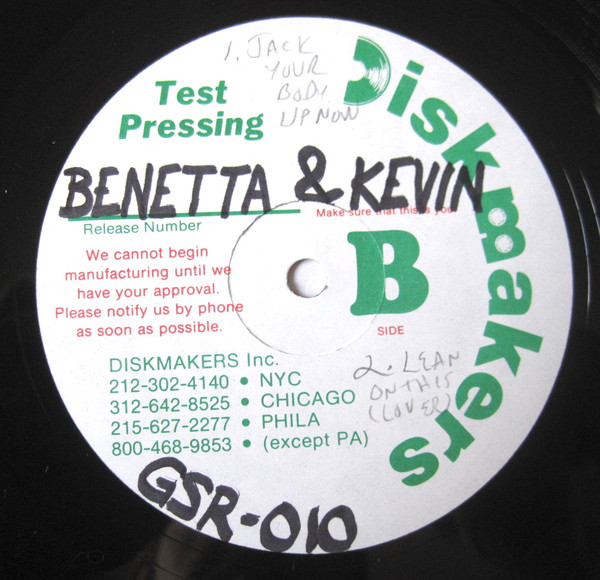 1. JACK
YOUR
BODY
UP NOW
Diskmakers
Test
Pressing
BENETTA & KEVIN
Release Number
Make sure that this is your
We cannot begin
manufacturing until we
have your approval.
Please notify us by phone
as soon as possible.
B
SIDE
DISKMAKERS Inc.
212-302-4140 • NYC
312-642-8525 • CHICAGO
215-627-2277 • PHILA
800-468-9853 • (except PA)
2. LEAN
ON THIS
(LOVER)
GSR-010